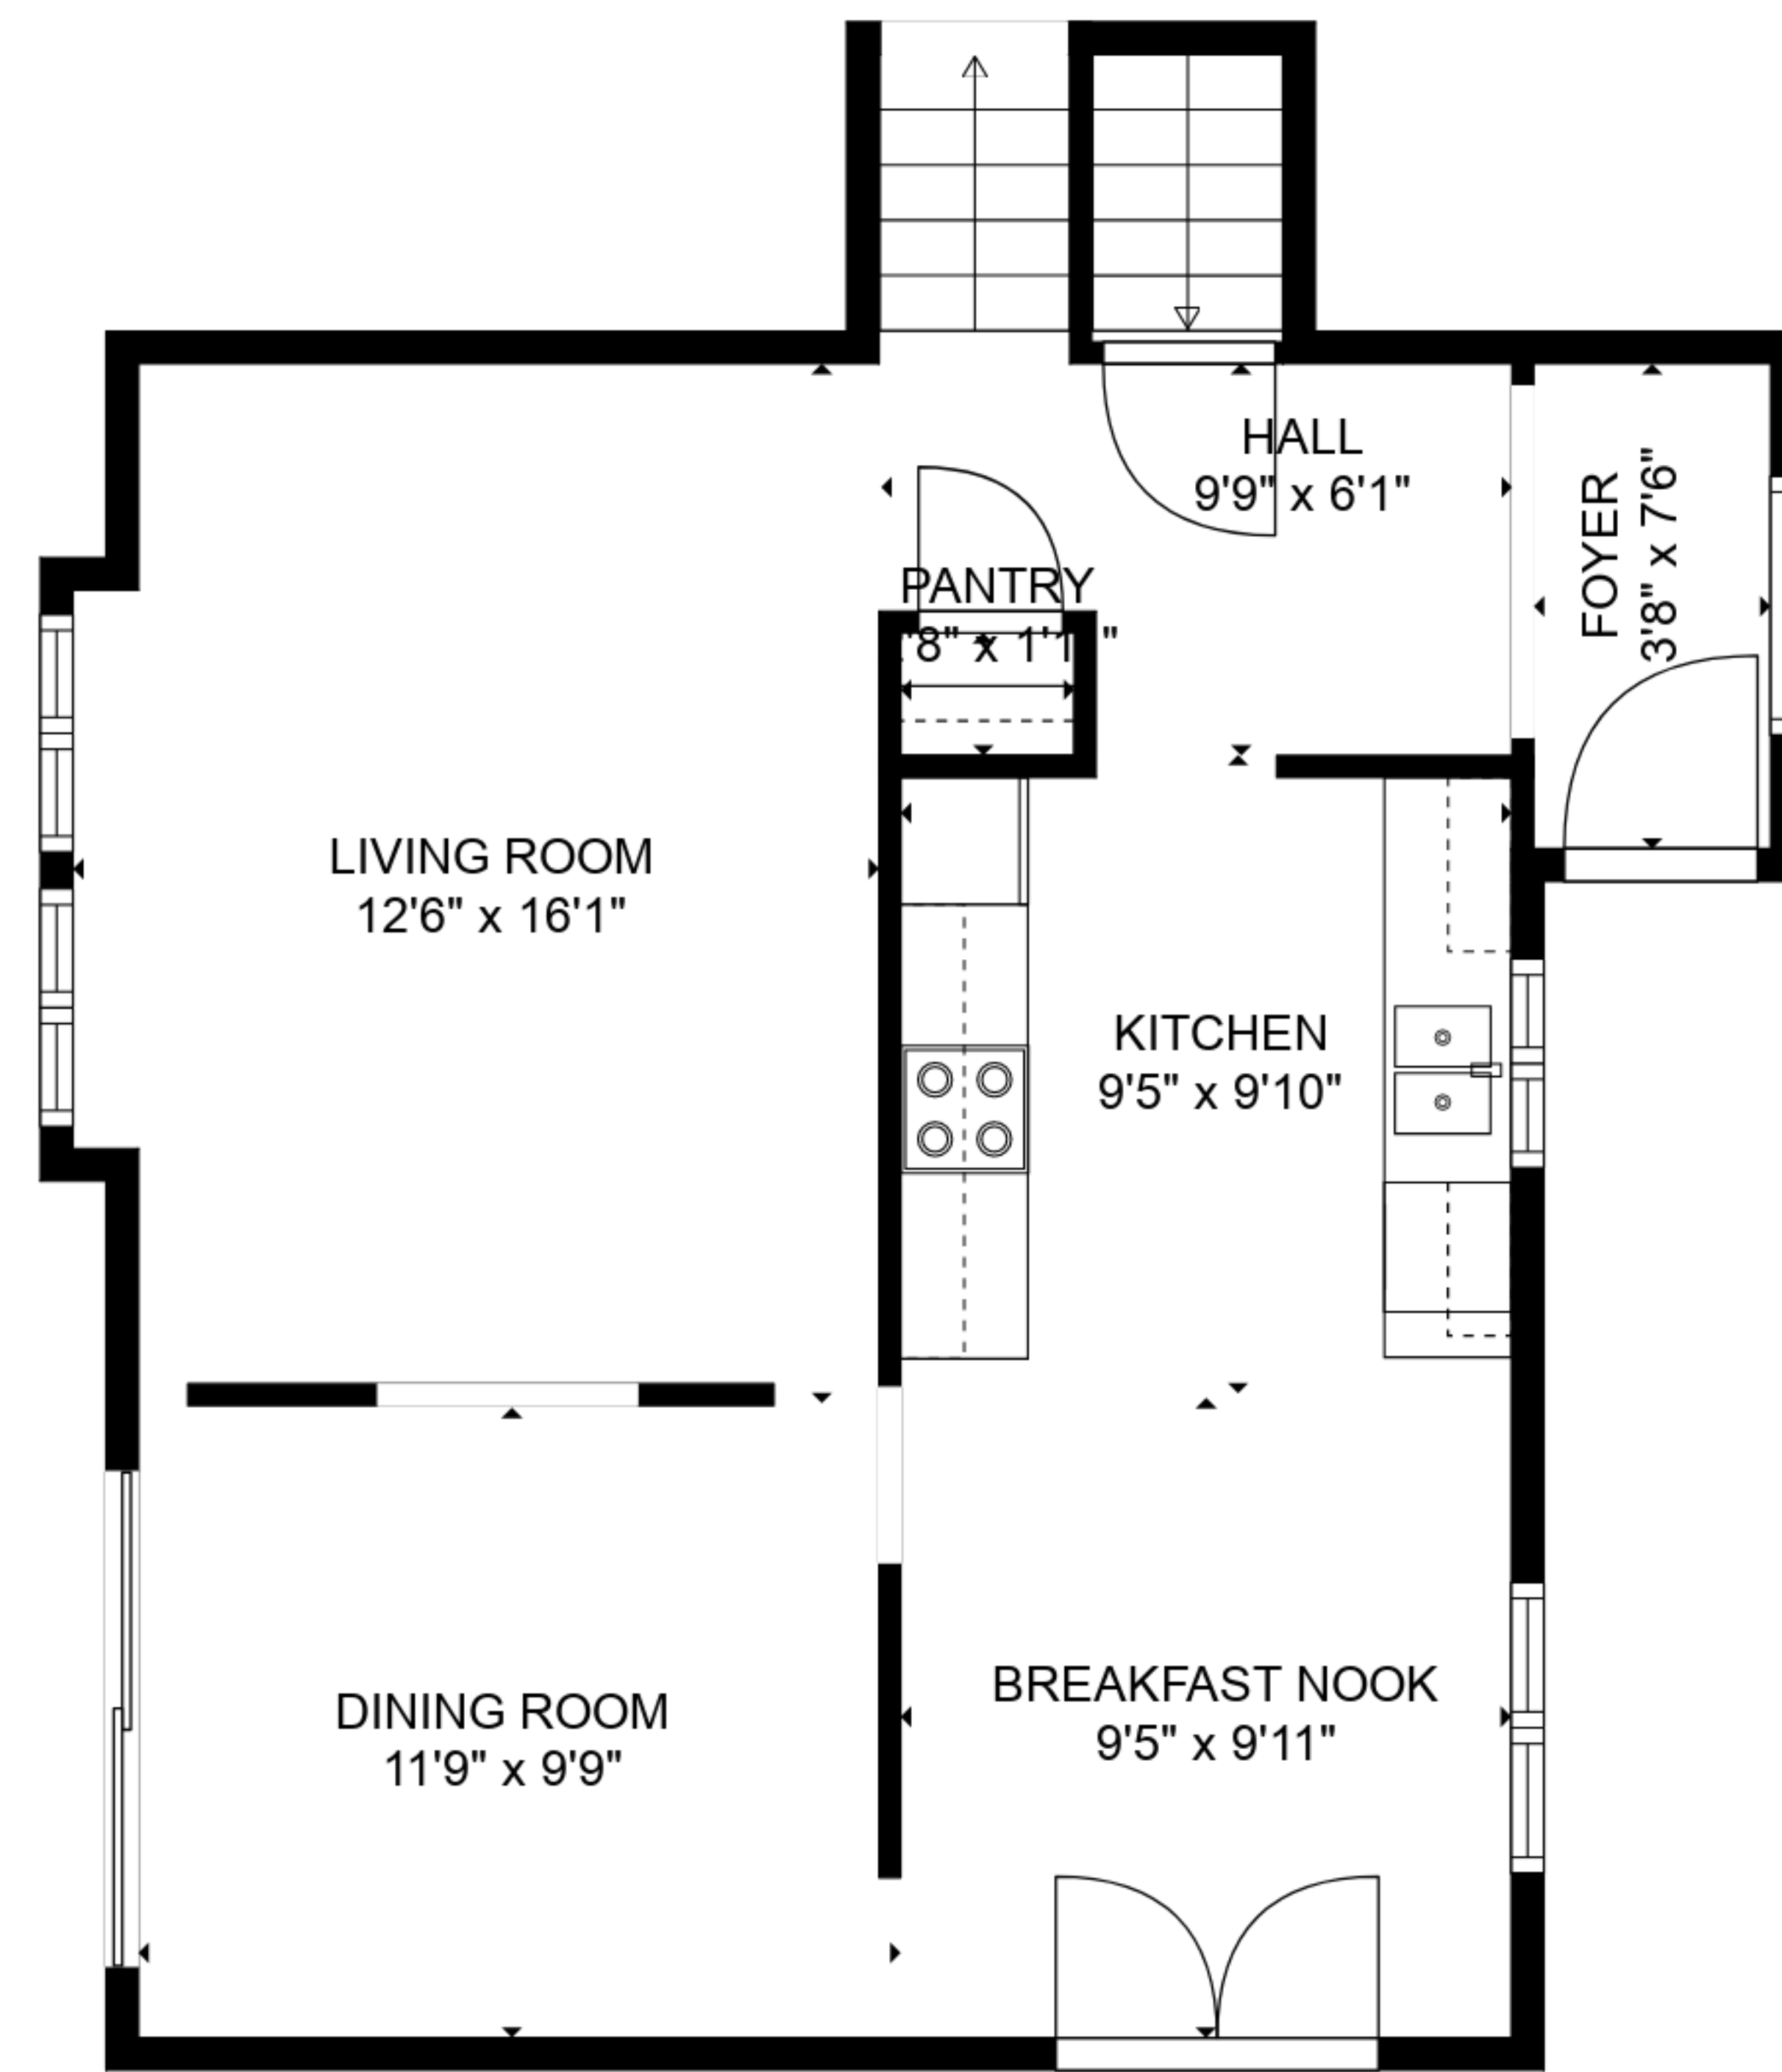 HALL
9'9" x 6'1"
FOYER
3'8" x 7'6"
PANTRY
LIVING ROOM
12'6" x 16'1"
KITCHEN
9'5" x 9'10"
BREAKFAST NOOK
9'5" x 9'11"
DINING ROOM
11'9" x 9'9"